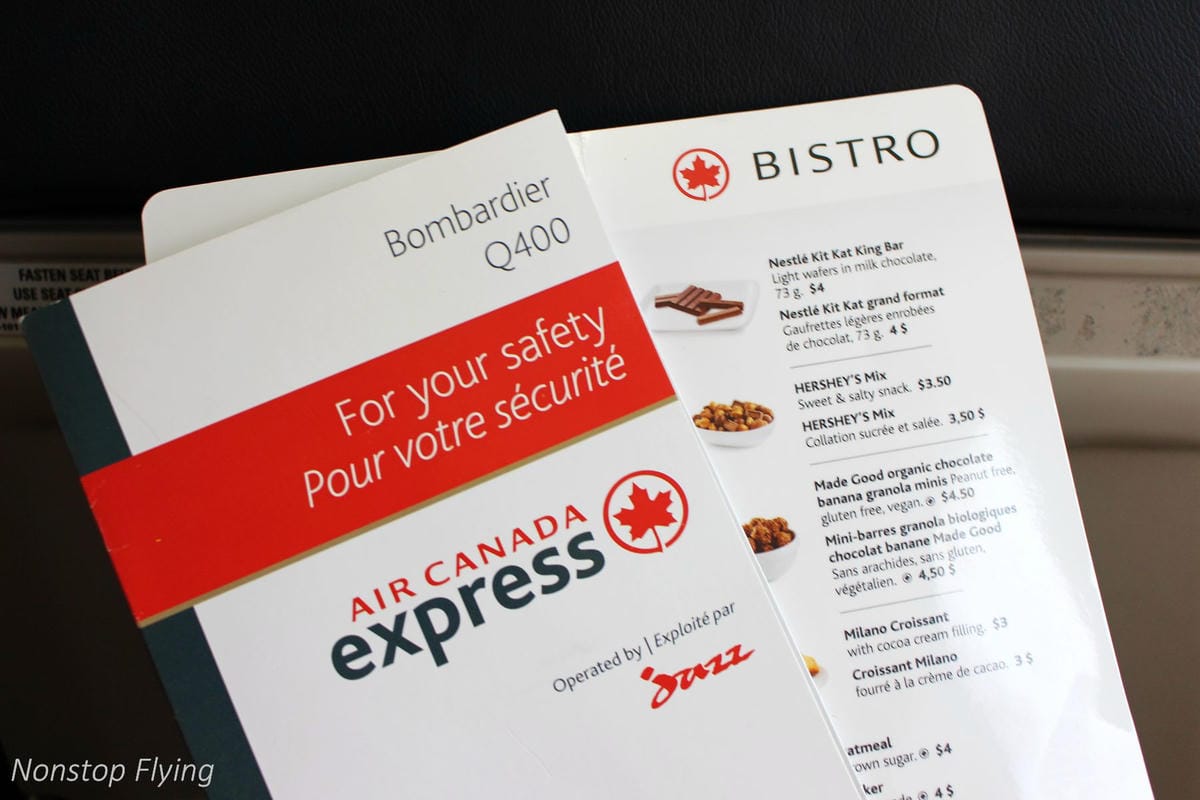 FASTEN SEAT
USE SEAT
Bombardier
Q400
For your safety
Pour votre sécurité
AIR CANADA
express
Operated by | Exploité par
Jazz
BISTRO
Nestlé Kit Kat King Bar
Light wafers in milk chocolate,
73 g. $4
Nestlé Kit Kat grand format
Gaufrettes légères enrobées
de chocolat, 73 g. 4 $
HERSHEY'S Mix
Sweet & salty snack. $3.50
HERSHEY'S Mix
Collation sucrée et salée. 3,50 $
Made Good organic chocolate
banana granola minis Peanut free,
gluten free, vegan. $4.50
Mini-barres granola biologiques
chocolat banane Made Good
Sans arachides, sans gluten,
végétalien. 4,50 $
Milano Croissant
with cocoa cream filling. $3
Croissant Milano
fourré à la crème de cacao. 3 $
atmeal
own sugar. $4
ker
4 $
Nonstop Flying